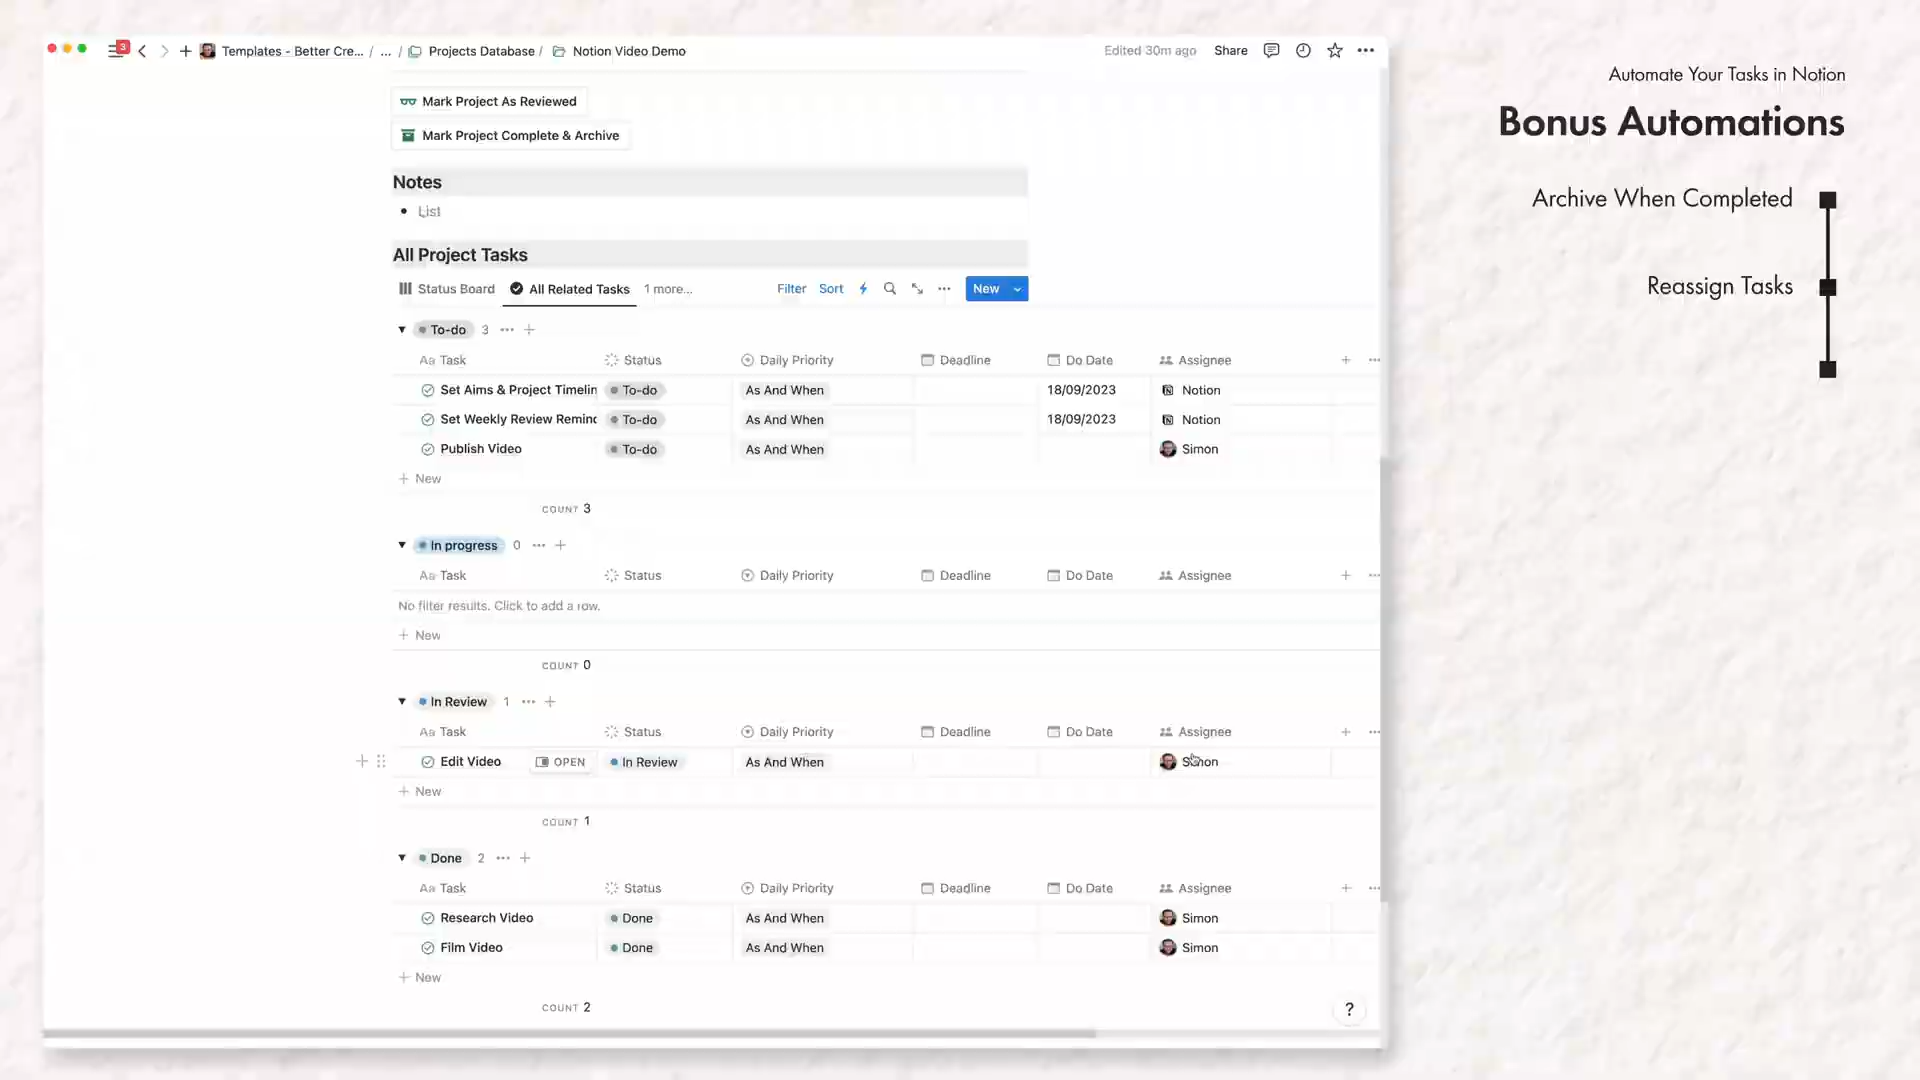 3
Templates - Better Cre... / ... / Projects Database / Notion Video Demo
Edited 30m ago Share
Mark Project As Reviewed
Mark Project Complete & Archive
Notes
List
All Project Tasks
Status Board All Related Tasks 1 more... Filter Sort New
To-do 3
Aa Task Status Daily Priority Deadline Do Date Assignee
Set Aims & Project Timelin To-do As And When 18/09/2023 Notion
Set Weekly Review Remind To-do As And When 18/09/2023 Notion
Publish Video To-do As And When Simon
New
COUNT 3
In progress 0
Aa Task Status Daily Priority Deadline Do Date Assignee
No filter results. Click to add a row.
New
COUNT 0
In Review 1
Aa Task Status Daily Priority Deadline Do Date Assignee
Edit Video OPEN In Review As And When Simon
New
COUNT 1
Done 2
Aa Task Status Daily Priority Deadline Do Date Assignee
Research Video Done As And When Simon
Film Video Done As And When Simon
New
COUNT 2
?
Automate Your Tasks in Notion
Bonus Automations
Archive When Completed
Reassign Tasks